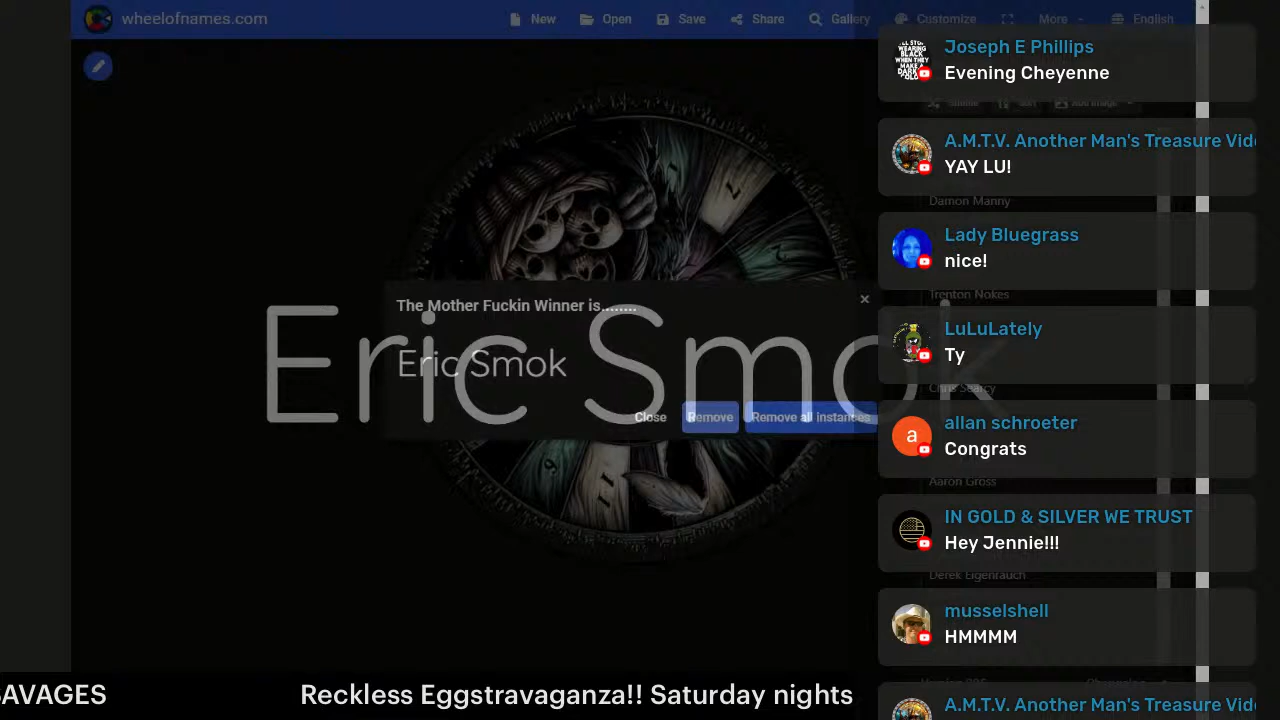 wheelofnames.com
New
Open
Save
Share
Gallery
Customize
More
English
Joseph E Phillips
Evening Cheyenne
A.M.T.V. Another Man's Treasure Vid
YAY LU!
Damon Manny
Lady Bluegrass
nice!
Trenton Nokes
The Mother Fuckin Winner is........
Eric Smok
Eric Smok
Close
Remove
Remove all instances
LuLuLately
Ty
Chris Searcy
allan schroeter
Congrats
Aaron Gross
IN GOLD & SILVER WE TRUST
Hey Jennie!!!
Derek Eigenrauch
musselshell
HMMMM
A.M.T.V. Another Man's Treasure Vid
SAVAGES
Reckless Eggstravaganza!! Saturday nights